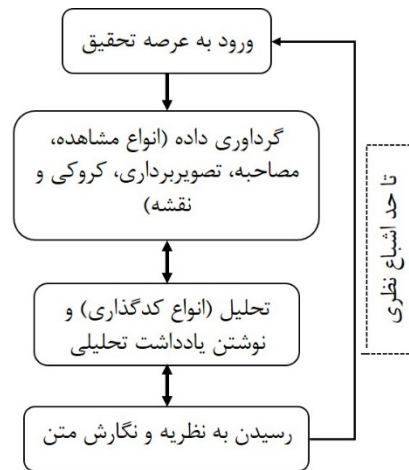 ورود به عرصه تحقیق
گرداوری داده (انواع مشاهده،
مصاحبه، تصویربرداری، کروکی و
نقشه)
تحلیل (انواع کدگذاری) و
نوشتن یادداشت تحلیلی
رسیدن به نظریه و نگارش متن
تا حد اشباع نظری